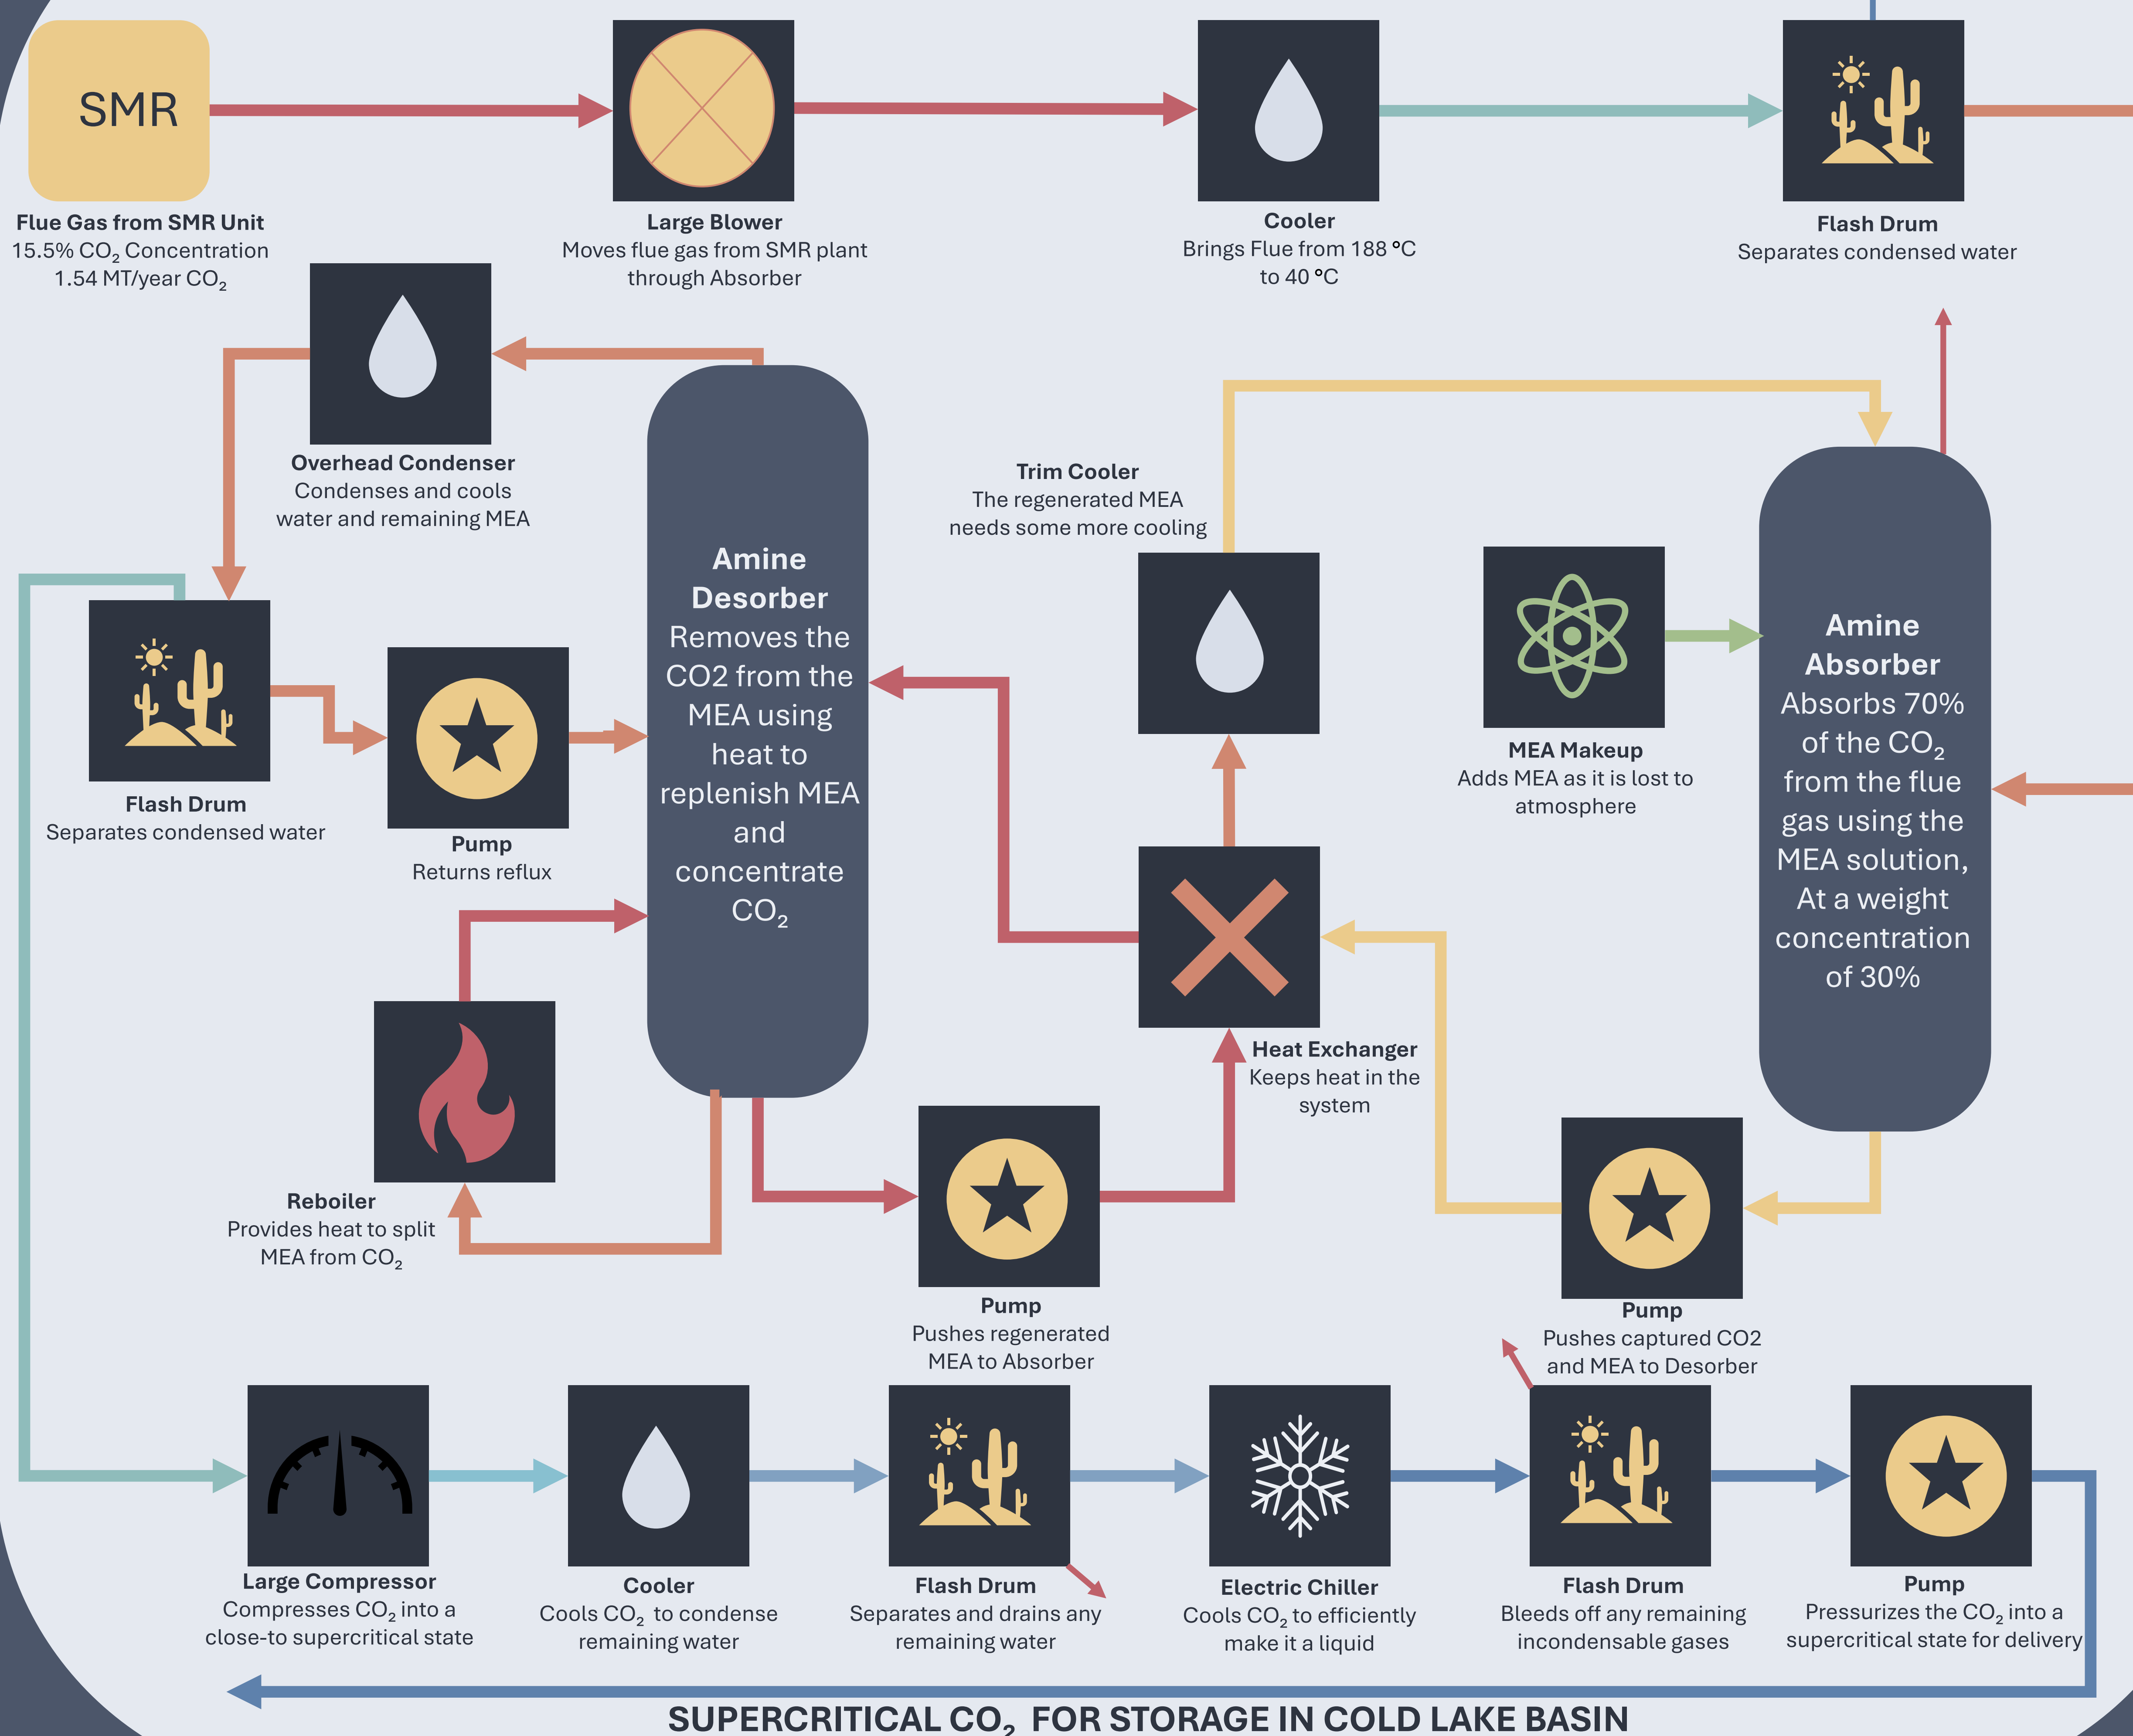 SMR
Flue Gas from SMR Unit
15.5% CO₂ Concentration
1.54 MT/year CO₂
Large Blower
Moves flue gas from SMR plant
through Absorber
Cooler
Brings Flue from 188 °C
to 40 °C
Flash Drum
Separates condensed water
Overhead Condenser
Condenses and cools
water and remaining MEA
Flash Drum
Separates condensed water
Pump
Returns reflux
Amine
Desorber
Removes the
CO2 from the
MEA using
heat to
replenish MEA
and
concentrate
CO₂
Trim Cooler
The regenerated MEA
needs some more cooling
MEA Makeup
Adds MEA as it is lost to
atmosphere
Amine
Absorber
Absorbs 70%
of the CO₂
from the flue
gas using the
MEA solution,
At a weight
concentration
of 30%
Heat Exchanger
Keeps heat in the
system
Reboiler
Provides heat to split
MEA from CO₂
Pump
Pushes regenerated
MEA to Absorber
Pump
Pushes captured CO2
and MEA to Desorber
Large Compressor
Compresses CO₂ into a
close-to supercritical state
Cooler
Cools CO₂ to condense
remaining water
Flash Drum
Separates and drains any
remaining water
Electric Chiller
Cools CO₂ to efficiently
make it a liquid
Flash Drum
Bleeds off any remaining
incondensable gases
Pump
Pressurizes the CO₂ into a
supercritical state for delivery
SUPERCRITICAL CO₂ FOR STORAGE IN COLD LAKE BASIN